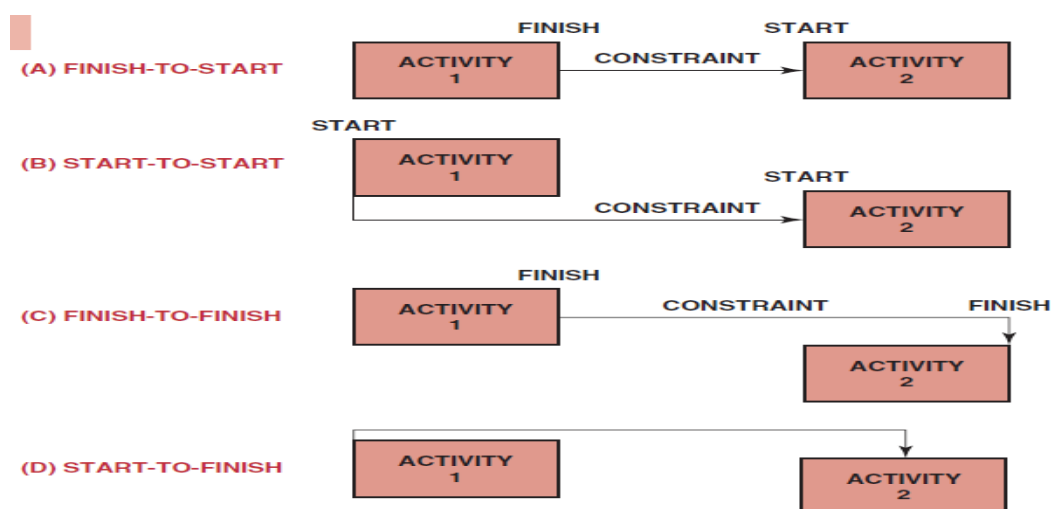 FINISH START
(A) FINISH-TO-START ACTIVITY 1 CONSTRAINT ACTIVITY 2
START
(B) START-TO-START ACTIVITY 1
START
CONSTRAINT ACTIVITY 2
FINISH
(C) FINISH-TO-FINISH ACTIVITY 1 CONSTRAINT FINISH
ACTIVITY 2
(D) START-TO-FINISH ACTIVITY 1
ACTIVITY 2